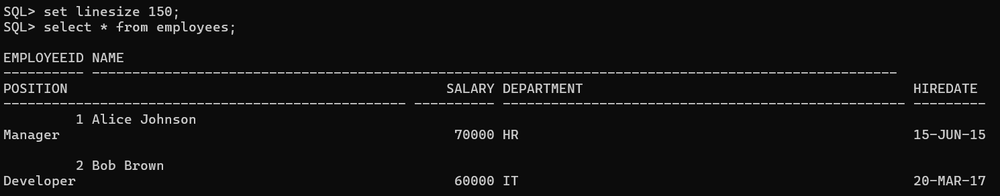 SQL> set linesize 150;
SQL> select * from employees;

EMPLOYEEID NAME
---------- ----------------------------------------------------------------------------------------------------
POSITION                                               SALARY DEPARTMENT                                         HIREDATE
-------------------------------------------------- ---------- -------------------------------------------------- ---------
         1 Alice Johnson
Manager                                                 70000 HR                                                 15-JUN-15

         2 Bob Brown
Developer                                               60000 IT                                                 20-MAR-17